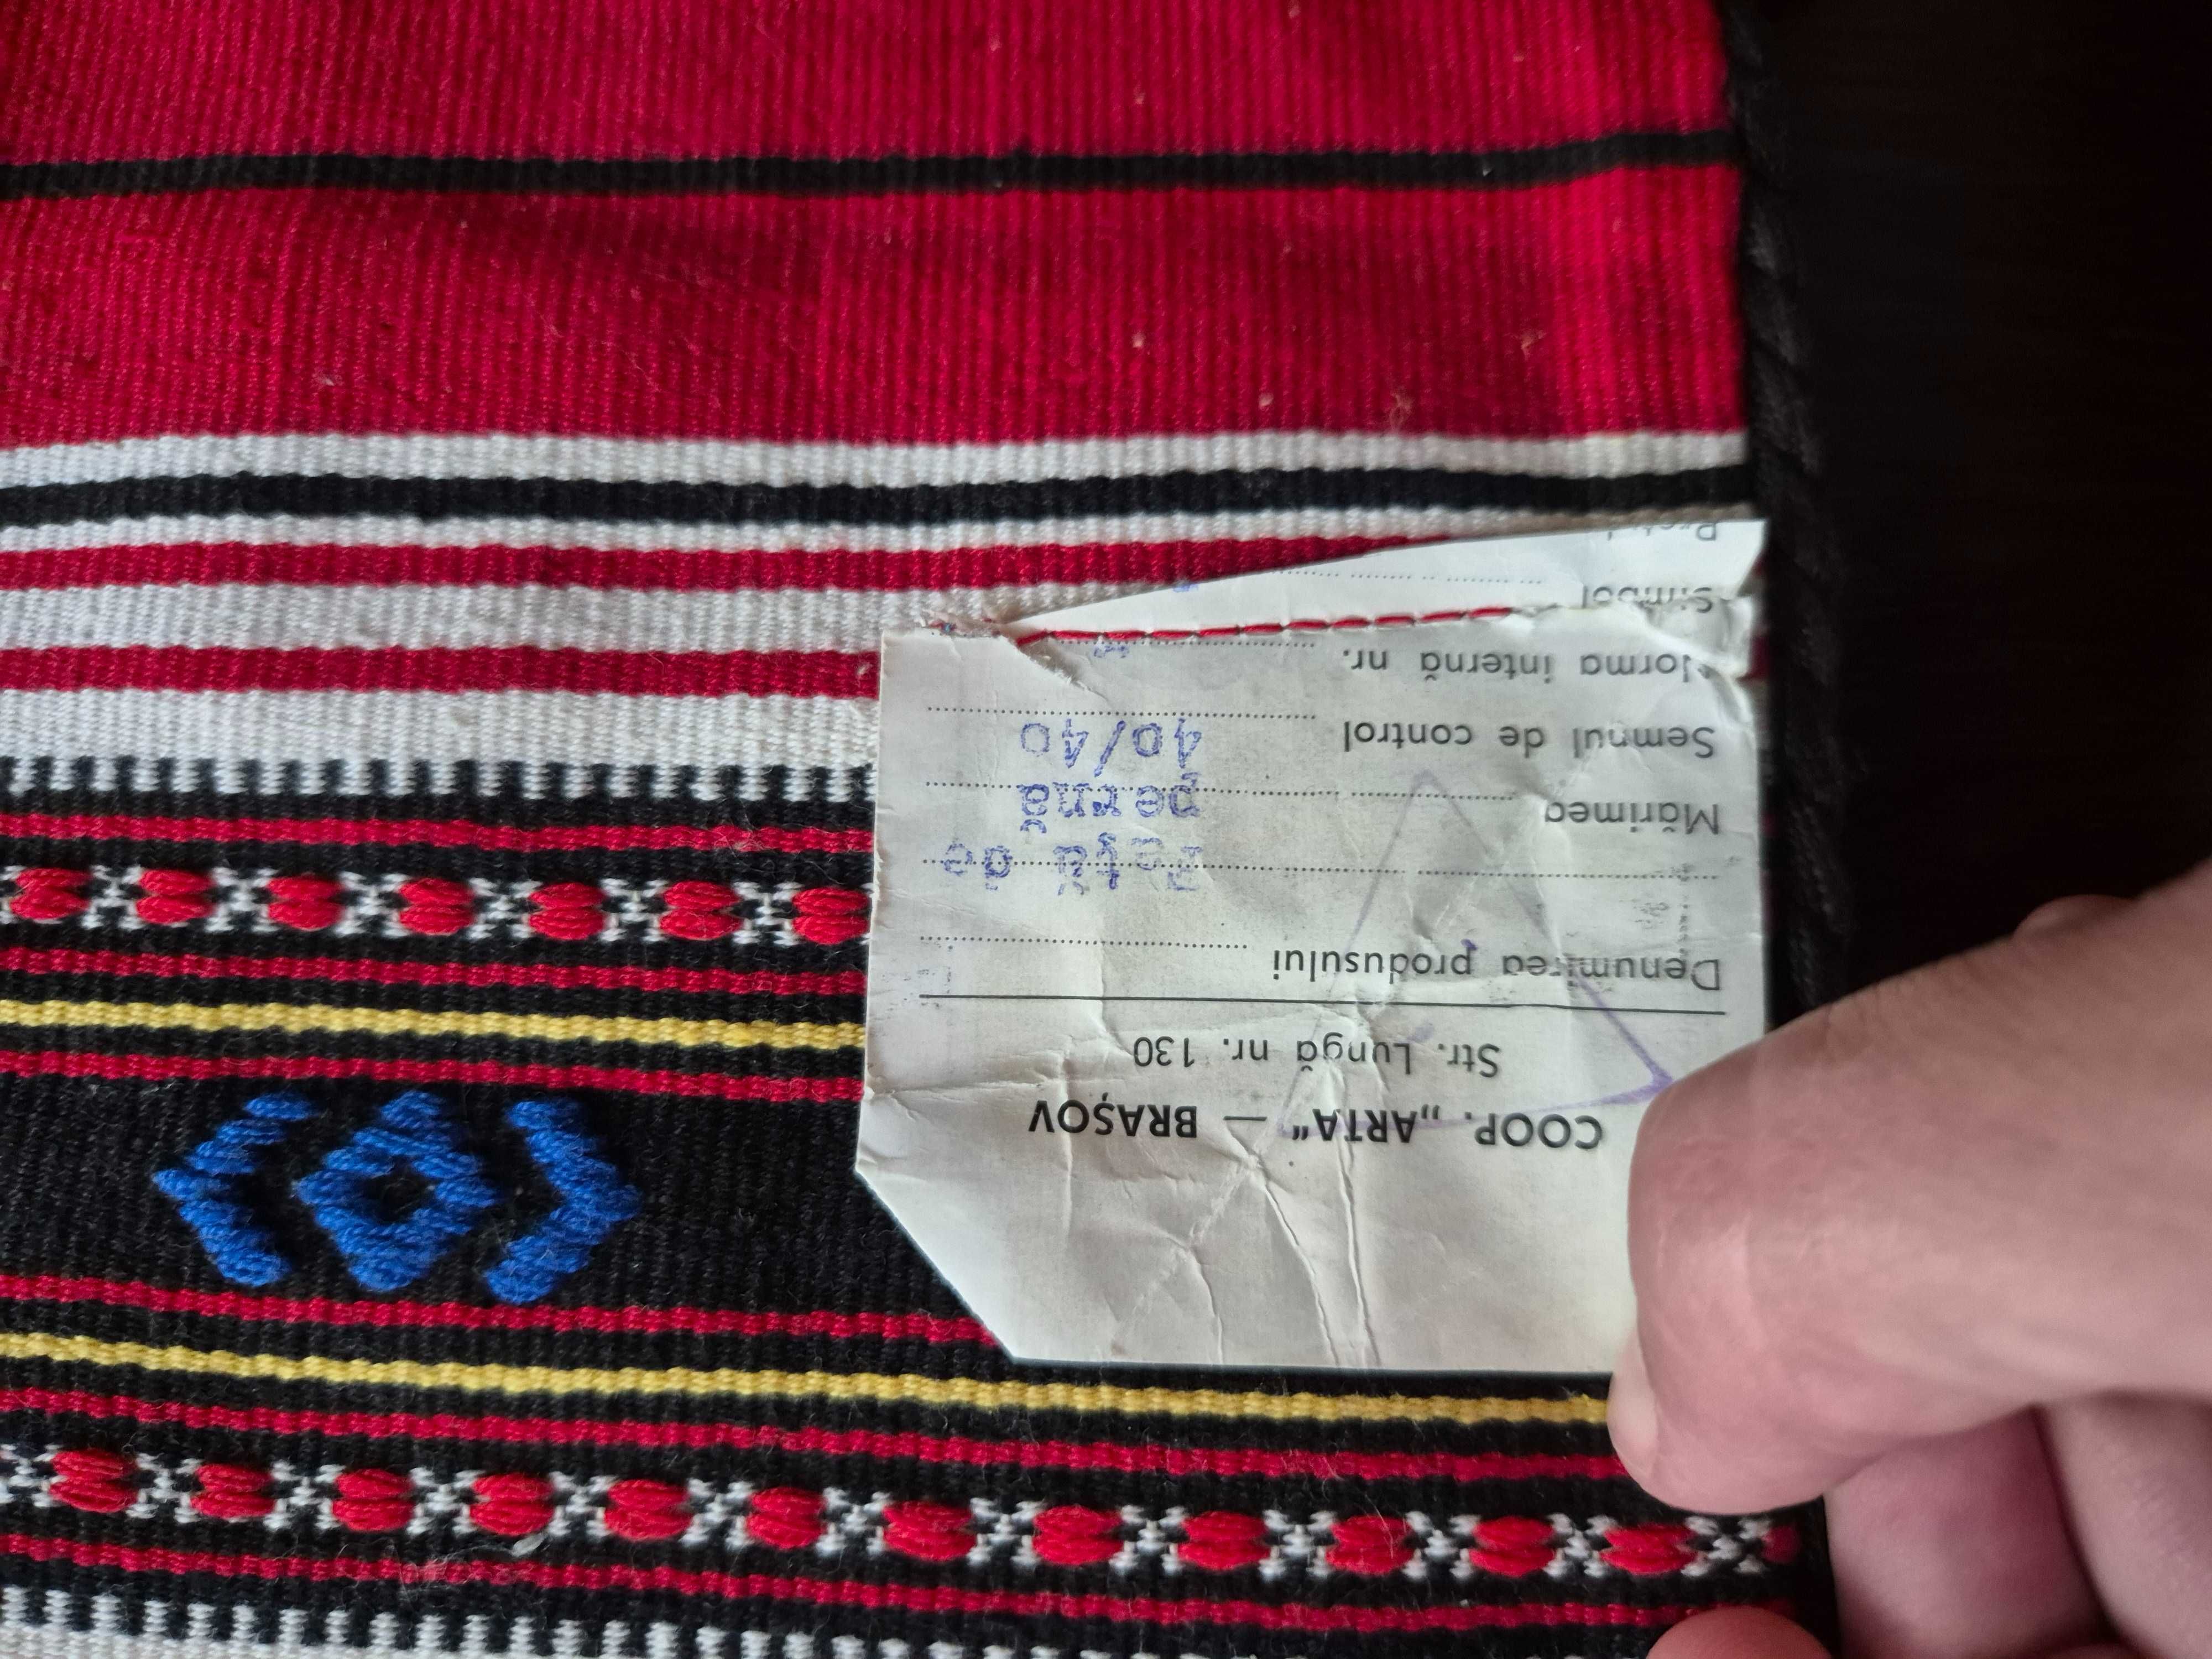 COOP. „ARTA” — BRAȘOV
Str. Lungă nr. 130
Denumirea produsului
Fețü de
pernă
Mărimea
40/40
Semnul de control
Norma internă nr.
Simbol